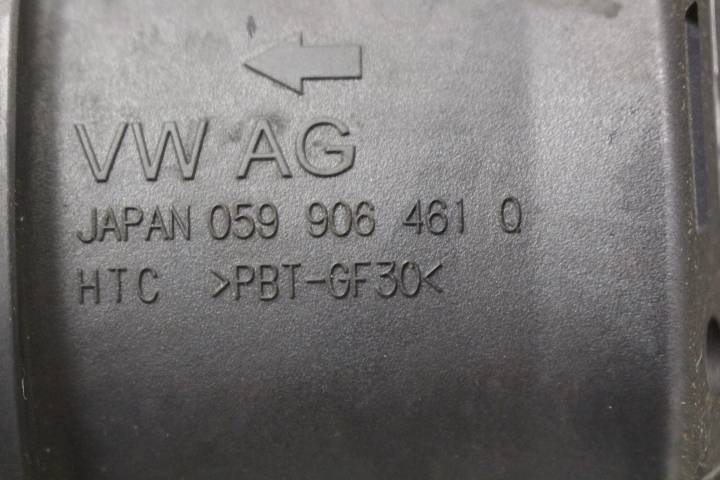 VW AG
JAPAN 059 906 461 Q
HTC >PBT-GF30<